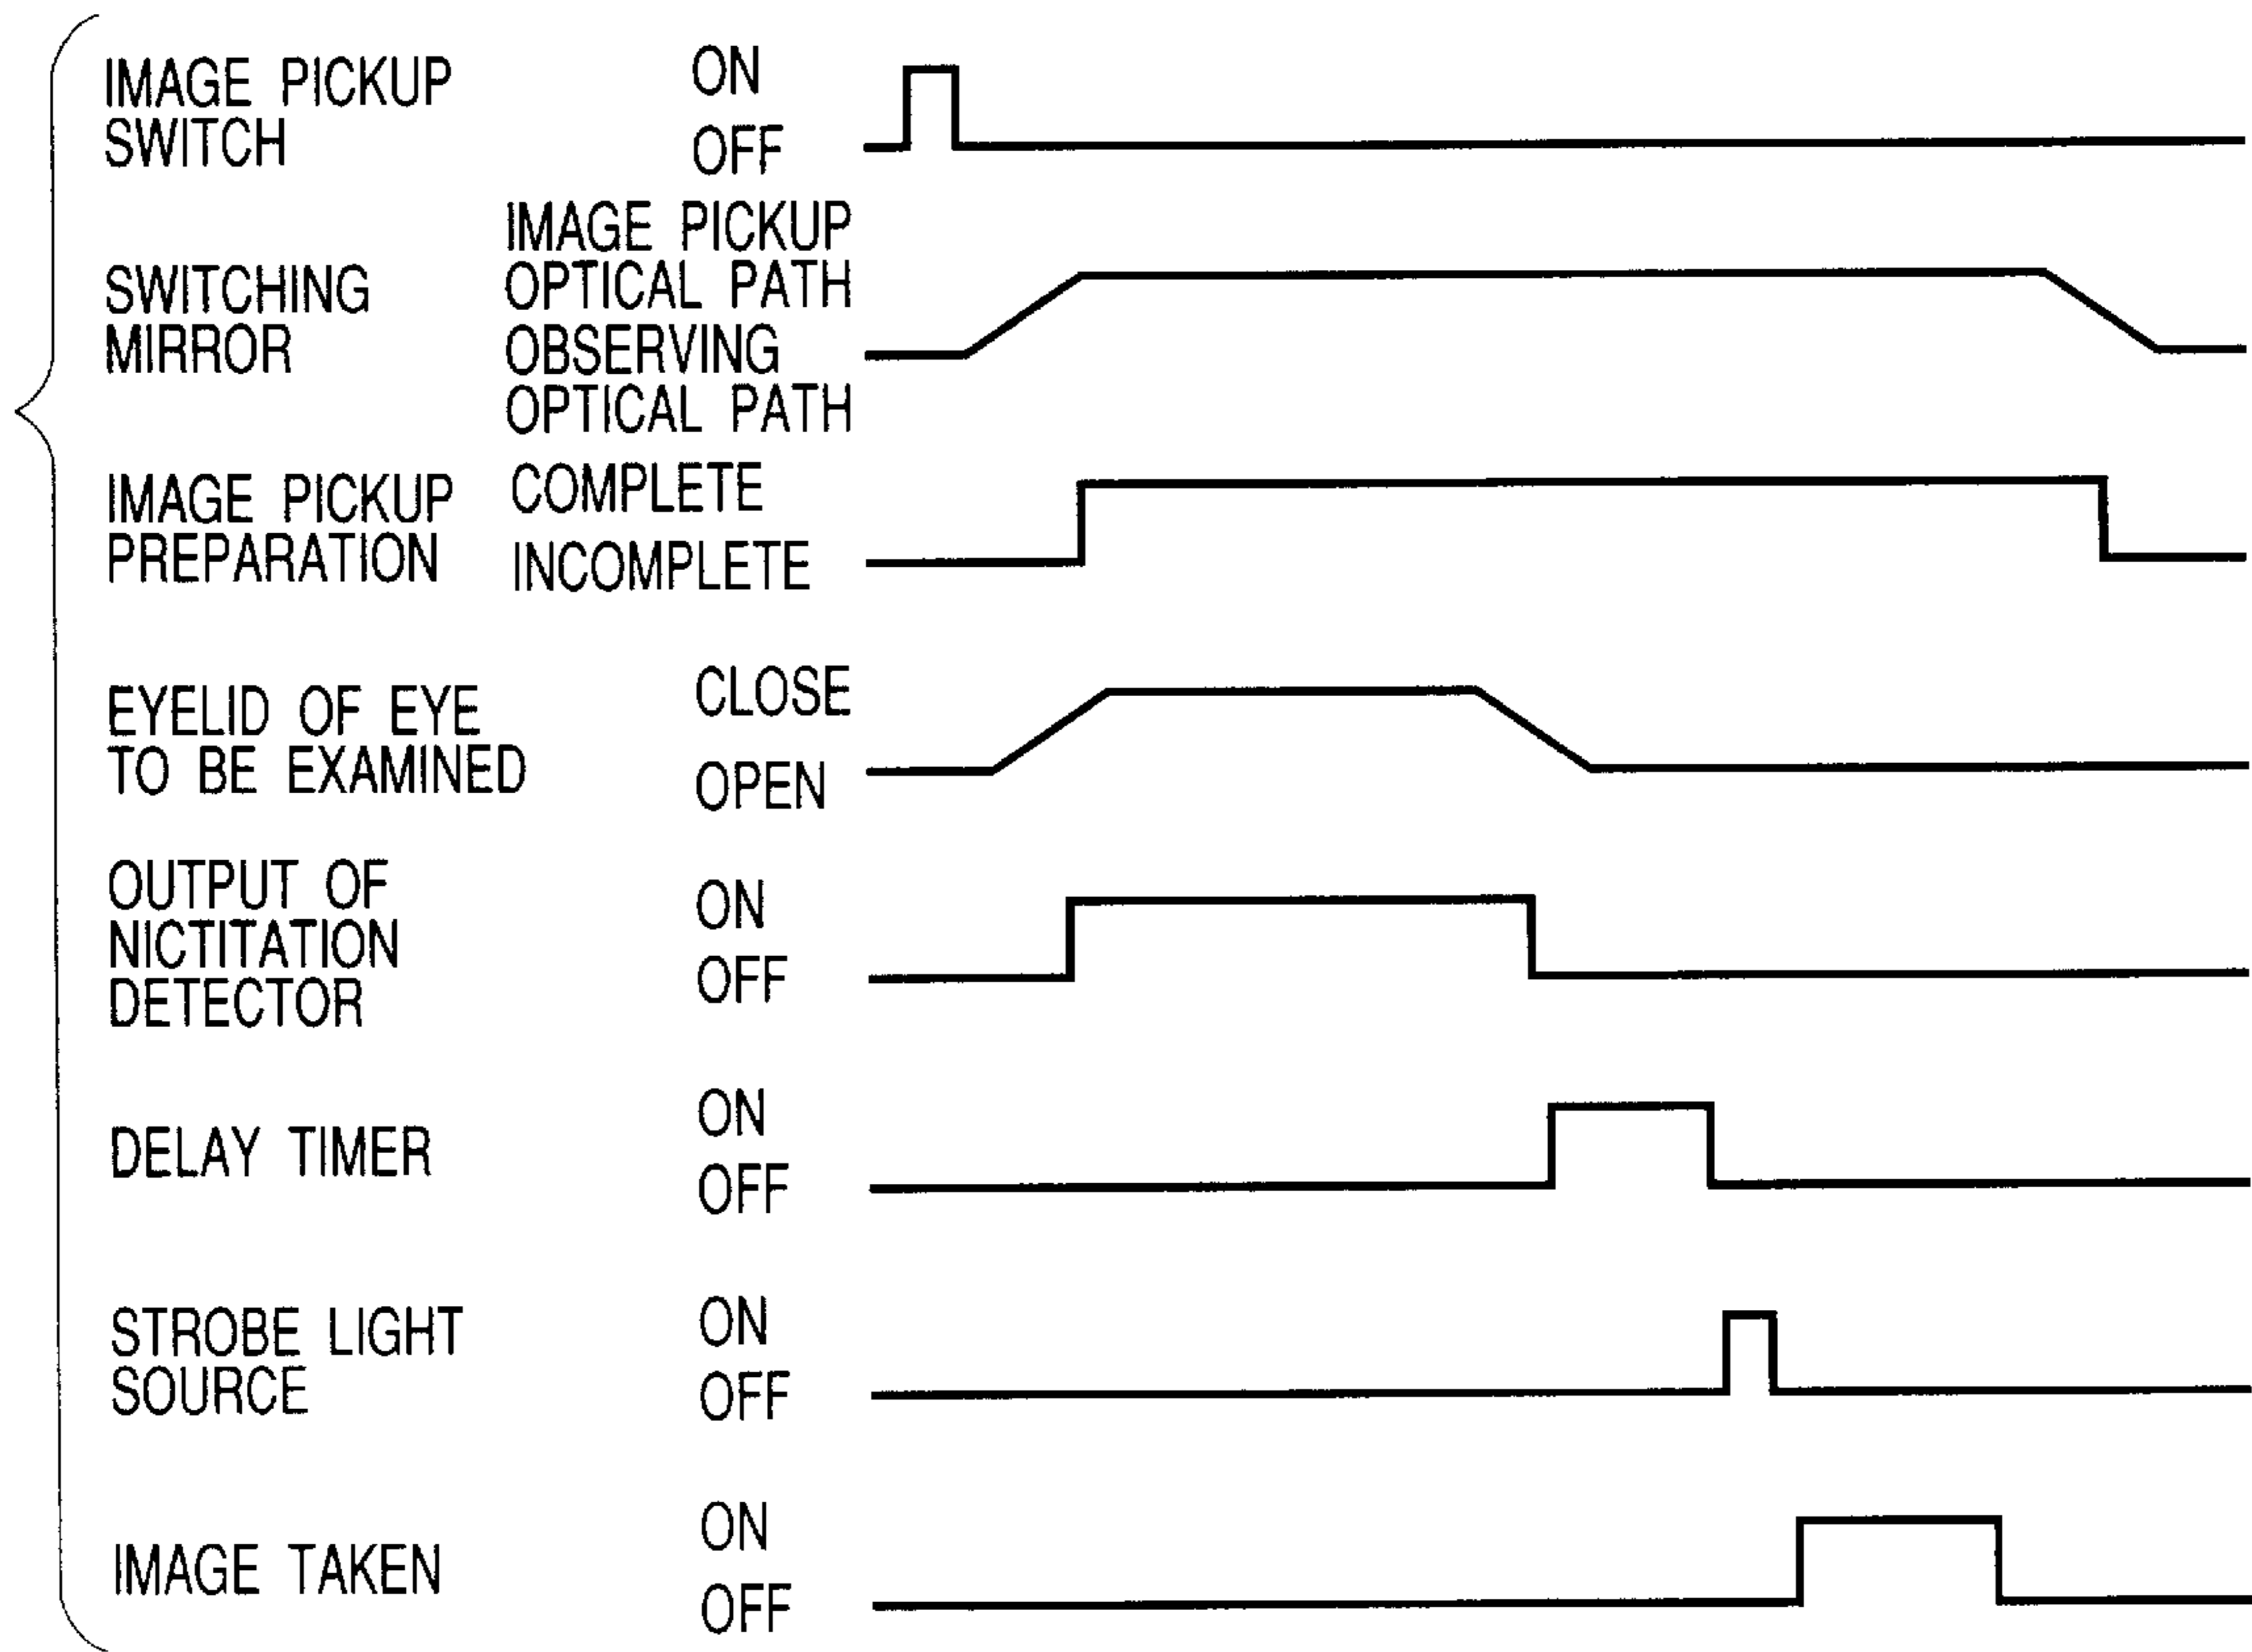 IMAGE PICKUP
SWITCH
ON
OFF
SWITCHING
MIRROR
IMAGE PICKUP
OPTICAL PATH
OBSERVING
OPTICAL PATH
IMAGE PICKUP
PREPARATION
COMPLETE
INCOMPLETE
EYELID OF EYE
TO BE EXAMINED
CLOSE
OPEN
OUTPUT OF
NICTITATION
DETECTOR
ON
OFF
DELAY TIMER
ON
OFF
STROBE LIGHT
SOURCE
ON
OFF
IMAGE TAKEN
ON
OFF